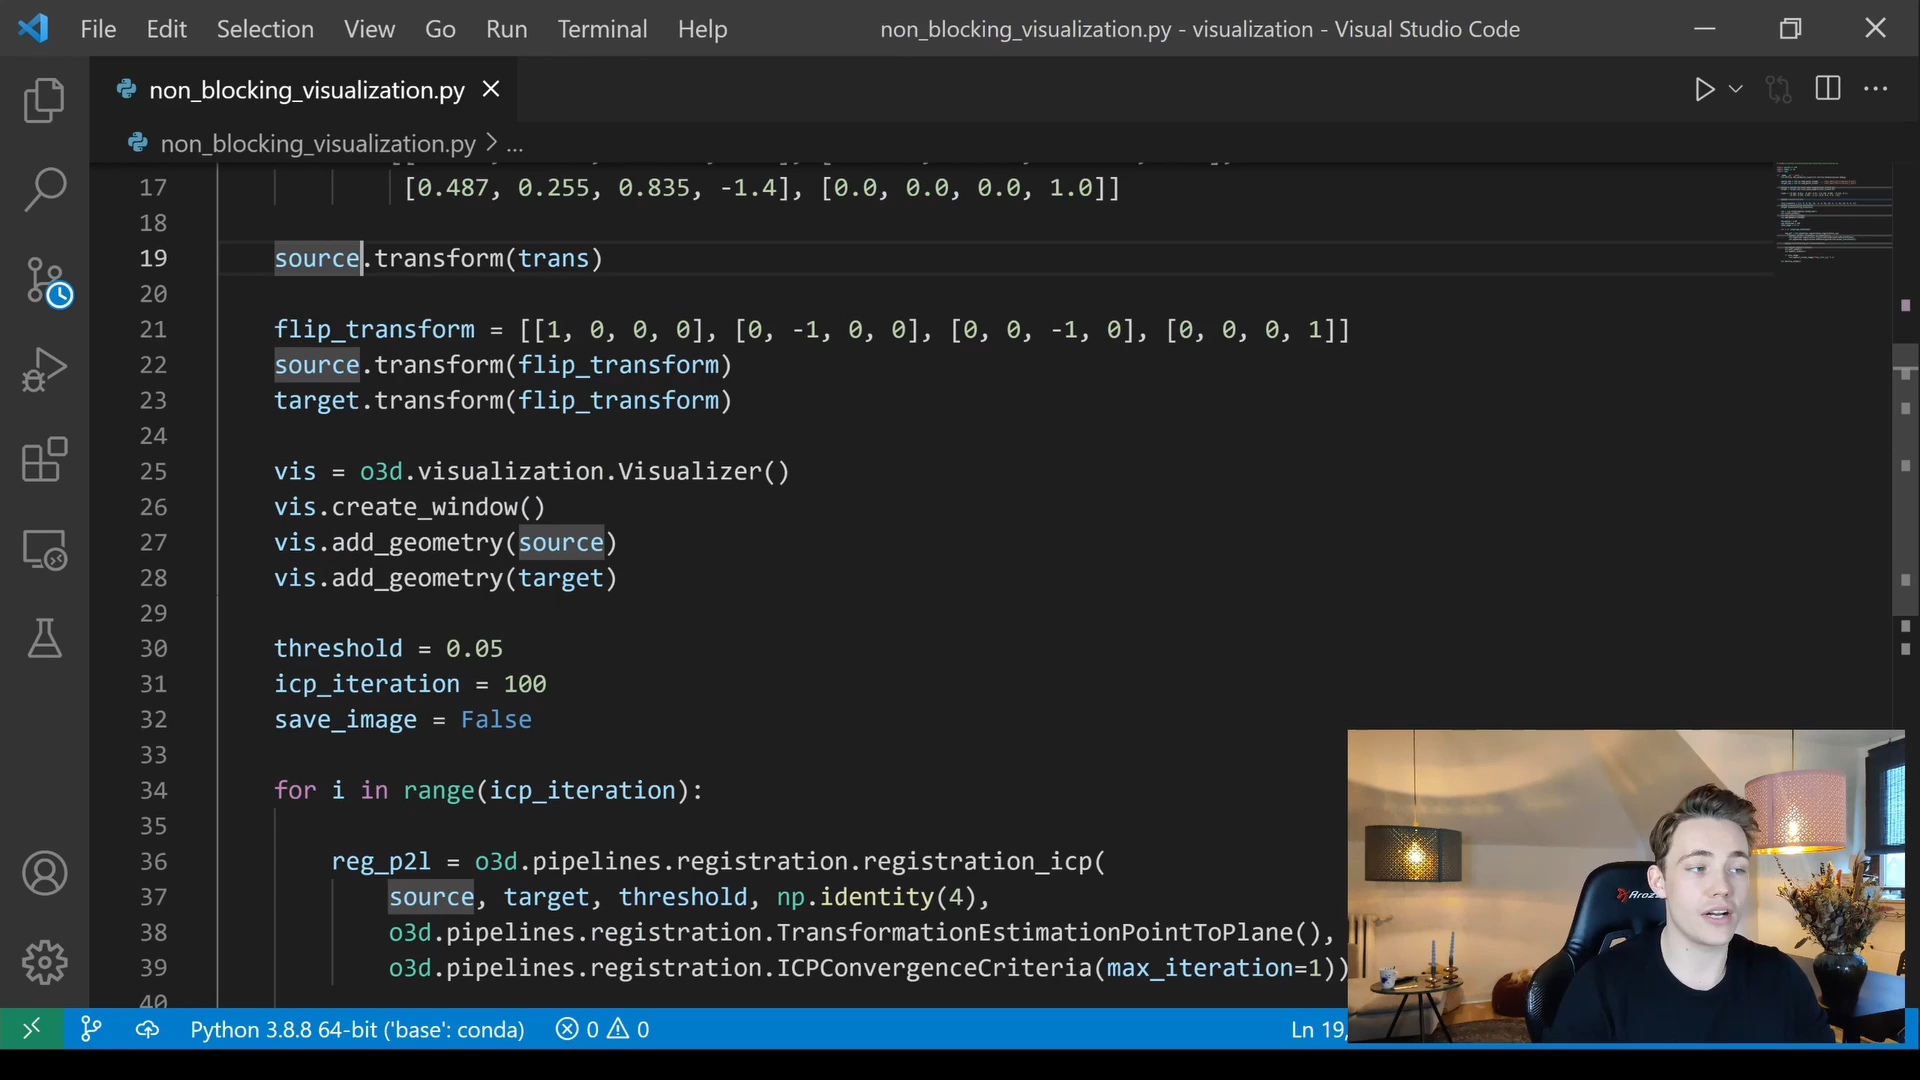 File Edit Selection View Go Run Terminal Help non_blocking_visualization.py - visualization - Visual Studio Code
non_blocking_visualization.py
non_blocking_visualization.py > ...
17 [0.487, 0.255, 0.835, -1.4], [0.0, 0.0, 0.0, 1.0]]
18
19 source.transform(trans)
20
21 flip_transform = [[1, 0, 0, 0], [0, -1, 0, 0], [0, 0, -1, 0], [0, 0, 0, 1]]
22 source.transform(flip_transform)
23 target.transform(flip_transform)
24
25 vis = o3d.visualization.Visualizer()
26 vis.create_window()
27 vis.add_geometry(source)
28 vis.add_geometry(target)
29
30 threshold = 0.05
31 icp_iteration = 100
32 save_image = False
33
34 for i in range(icp_iteration):
35
36 reg_p2l = o3d.pipelines.registration.registration_icp(
37 source, target, threshold, np.identity(4),
38 o3d.pipelines.registration.TransformationEstimationPointToPlane(),
39 o3d.pipelines.registration.ICPConvergenceCriteria(max_iteration=1))
40
Python 3.8.8 64-bit ('base': conda) 0 0 Ln 19,